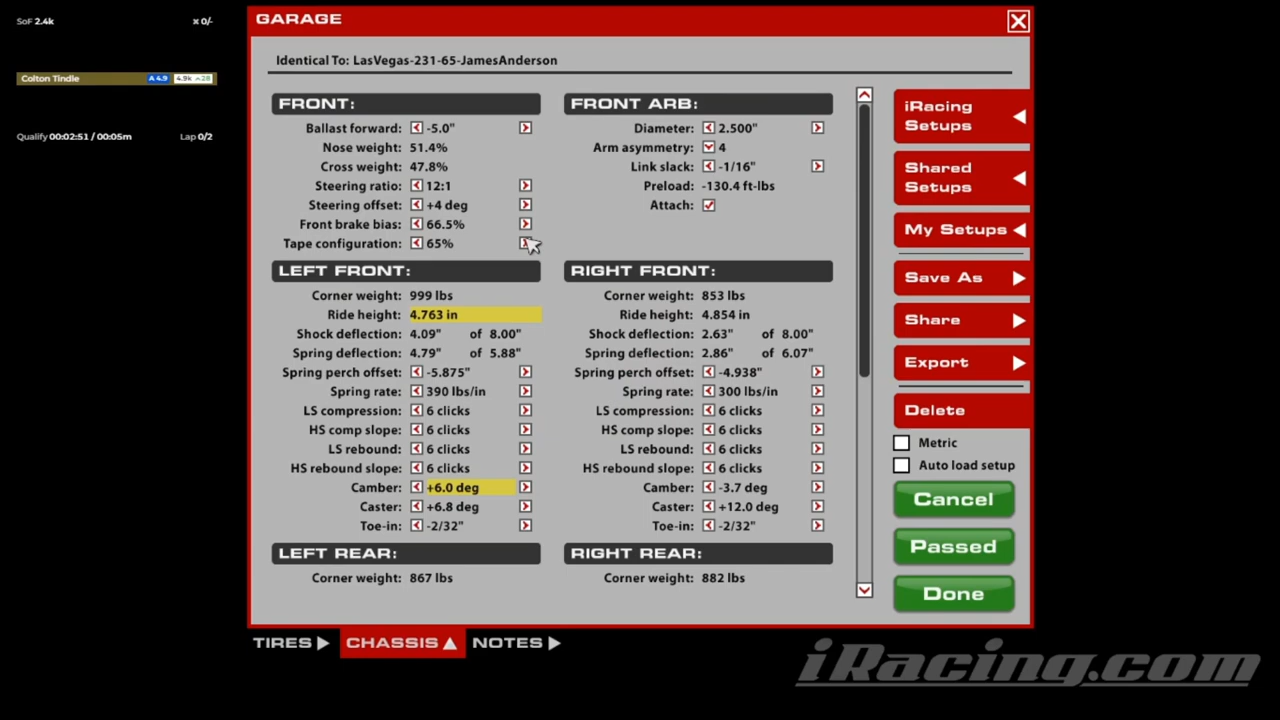 SoF 2.4k
0/-
Colton Tindle A 4.9 4.9k 28
Qualify 00:02:51 / 00:05m Lap 0/2
GARAGE
Identical To: LasVegas-231-65-JamesAnderson
FRONT:
Ballast forward: -5.0"
Nose weight: 51.4%
Cross weight: 47.8%
Steering ratio: 12:1
Steering offset: +4 deg
Front brake bias: 66.5%
Tape configuration: 65%
FRONT ARB:
Diameter: 2.500"
Arm asymmetry: 4
Link slack: -1/16"
Preload: -130.4 ft-lbs
Attach:
LEFT FRONT:
Corner weight: 999 lbs
Ride height: 4.763 in
Shock deflection: 4.09" of 8.00"
Spring deflection: 4.79" of 5.88"
Spring perch offset: -5.875"
Spring rate: 390 lbs/in
LS compression: 6 clicks
HS comp slope: 6 clicks
LS rebound: 6 clicks
HS rebound slope: 6 clicks
Camber: +6.0 deg
Caster: +6.8 deg
Toe-in: -2/32"
RIGHT FRONT:
Corner weight: 853 lbs
Ride height: 4.854 in
Shock deflection: 2.63" of 8.00"
Spring deflection: 2.86" of 6.07"
Spring perch offset: -4.938"
Spring rate: 300 lbs/in
LS compression: 6 clicks
HS comp slope: 6 clicks
LS rebound: 6 clicks
HS rebound slope: 6 clicks
Camber: -3.7 deg
Caster: +12.0 deg
Toe-in: -2/32"
LEFT REAR:
Corner weight: 867 lbs
RIGHT REAR:
Corner weight: 882 lbs
iRacing
Setups
Shared
Setups
My Setups
Save As
Share
Export
Delete
Metric
Auto load setup
Cancel
Passed
Done
TIRES CHASSIS NOTES
iRacing.com